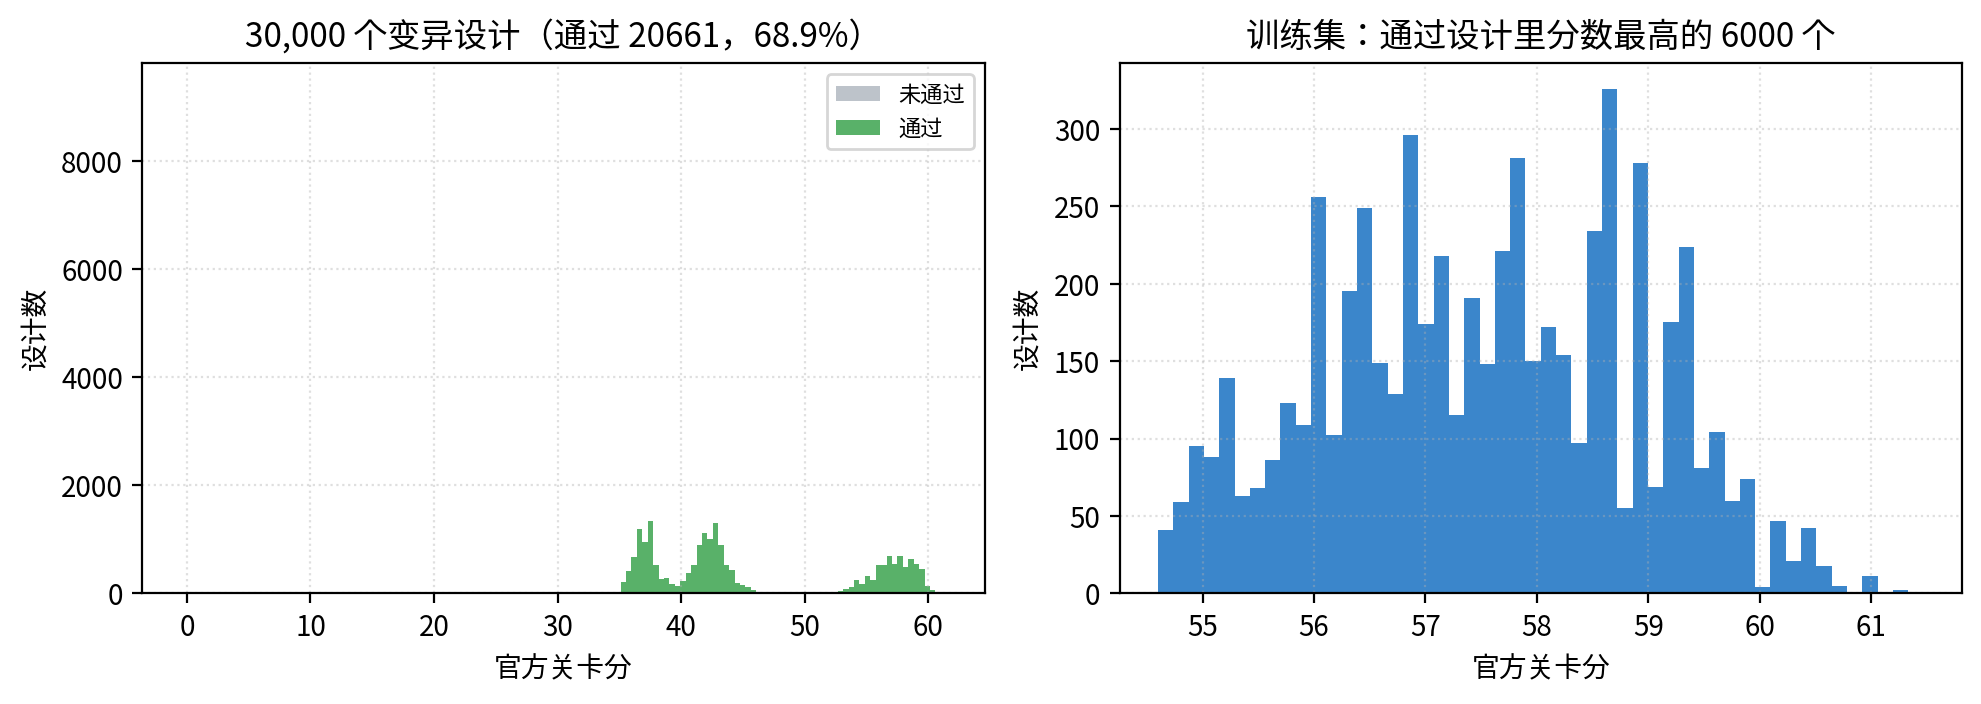 30,000 个变异设计（通过 20661，68.9%）
未通过
通过
设计数
8000
6000
4000
2000
0
0 10 20 30 40 50 60
官方关卡分
训练集：通过设计里分数最高的 6000 个
设计数
300
250
200
150
100
50
0
55 56 57 58 59 60 61
官方关卡分